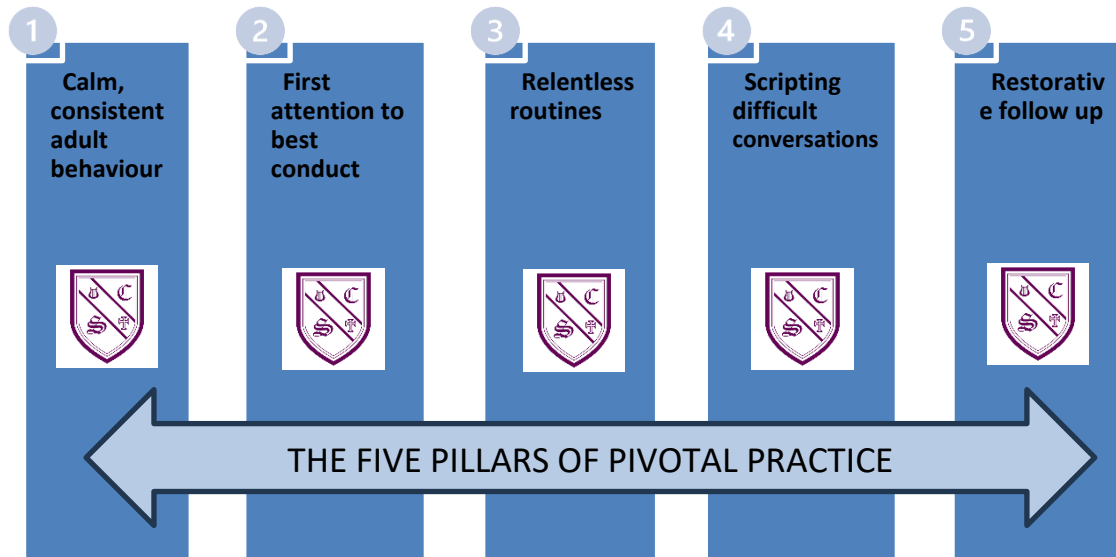 1
Calm,
consistent
adult
behaviour
2
First
attention to
best
conduct
3
Relentless
routines
4
Scripting
difficult
conversations
5
Restorativ
e follow up
C
S T
C
S T
C
S T
C
S T
C
S T
THE FIVE PILLARS OF PIVOTAL PRACTICE